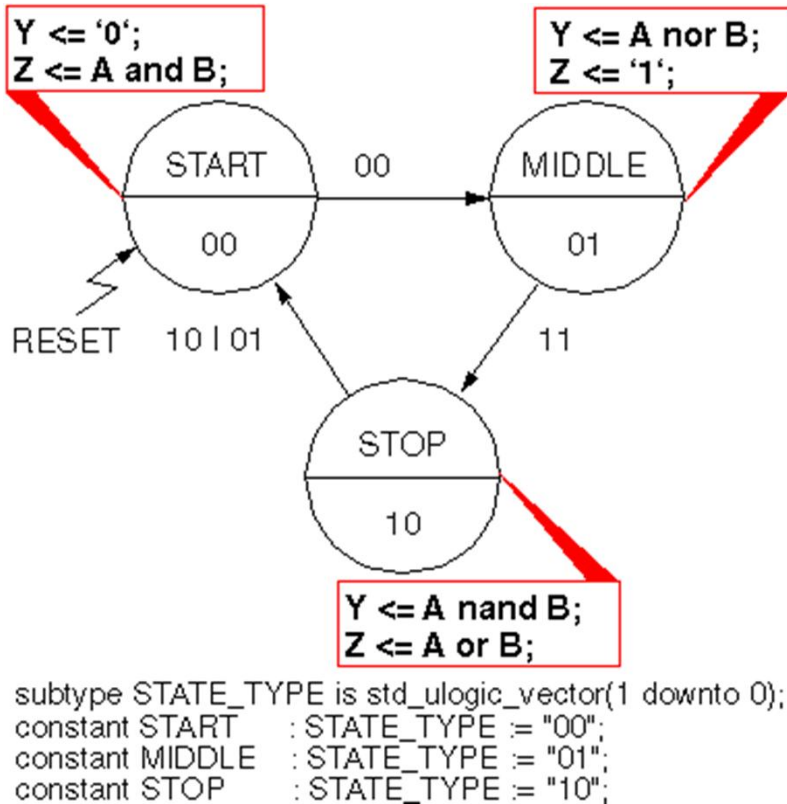 Y <= ‘0‘;
Z <= A and B;
Y <= A nor B;
Z <= ‘1‘;
START
00
MIDDLE
00
01
RESET
10 | 01
11
STOP
10
Y <= A nand B;
Z <= A or B;
subtype STATE_TYPE is std_ulogic_vector(1 downto 0);
constant START : STATE_TYPE := "00";
constant MIDDLE : STATE_TYPE := "01";
constant STOP : STATE_TYPE := "10";